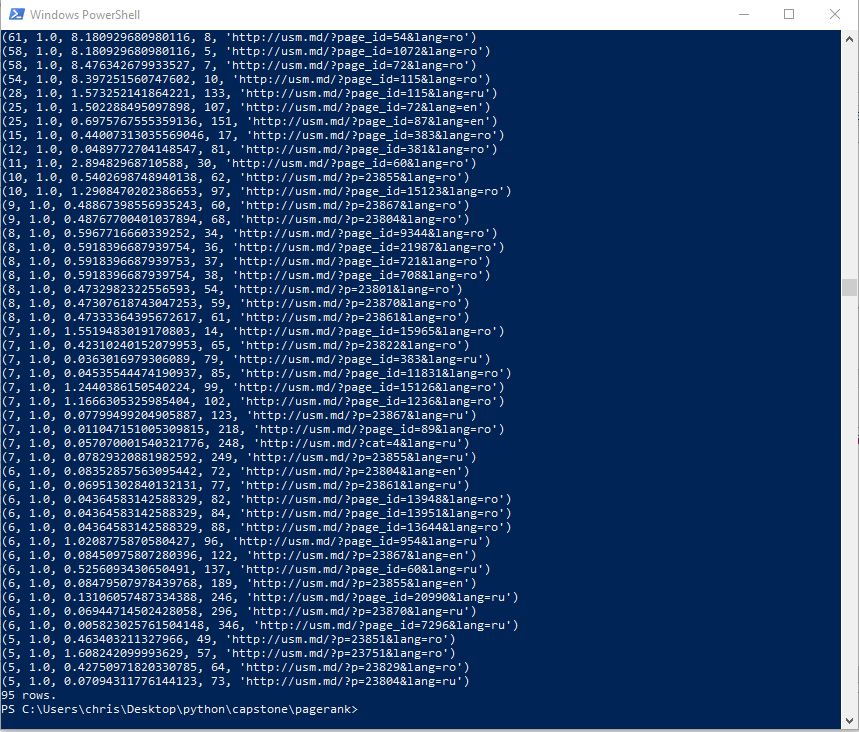 Windows PowerShell
(61, 1.0, 8.180929680980116, 8, 'http://usm.md/?page_id=54&lang=ro')
(58, 1.0, 8.180929680980116, 5, 'http://usm.md/?page_id=1072&lang=ro')
(58, 1.0, 8.476342679933527, 7, 'http://usm.md/?page_id=72&lang=ro')
(54, 1.0, 8.397251560747602, 10, 'http://usm.md/?page_id=115&lang=ro')
(28, 1.0, 1.573252141864221, 133, 'http://usm.md/?page_id=115&lang=ru')
(25, 1.0, 1.502288495097898, 107, 'http://usm.md/?page_id=72&lang=en')
(25, 1.0, 0.6975767555359136, 151, 'http://usm.md/?page_id=87&lang=en')
(15, 1.0, 0.44007313035569046, 17, 'http://usm.md/?page_id=383&lang=ro')
(12, 1.0, 0.0489772704148547, 81, 'http://usm.md/?page_id=381&lang=ro')
(11, 1.0, 2.89482968710588, 30, 'http://usm.md/?page_id=60&lang=ro')
(10, 1.0, 0.5402698748940138, 62, 'http://usm.md/?p=23855&lang=ro')
(10, 1.0, 1.2908470202386653, 97, 'http://usm.md/?page_id=15123&lang=ro')
(9, 1.0, 0.48867398556935243, 60, 'http://usm.md/?p=23867&lang=ro')
(9, 1.0, 0.48767700401037894, 68, 'http://usm.md/?p=23804&lang=ro')
(8, 1.0, 0.5967716660339252, 34, 'http://usm.md/?page_id=9344&lang=ro')
(8, 1.0, 0.5918396687939754, 36, 'http://usm.md/?page_id=21987&lang=ro')
(8, 1.0, 0.5918396687939753, 37, 'http://usm.md/?page_id=721&lang=ro')
(8, 1.0, 0.5918396687939754, 38, 'http://usm.md/?page_id=708&lang=ro')
(8, 1.0, 0.4732982322556593, 54, 'http://usm.md/?p=23801&lang=ro')
(8, 1.0, 0.47307618743047253, 59, 'http://usm.md/?p=23870&lang=ro')
(8, 1.0, 0.47333364395672617, 61, 'http://usm.md/?p=23861&lang=ro')
(7, 1.0, 1.5519483019170803, 14, 'http://usm.md/?page_id=15965&lang=ro')
(7, 1.0, 0.42310240152079953, 65, 'http://usm.md/?p=23822&lang=ro')
(7, 1.0, 0.0363016979306089, 79, 'http://usm.md/?page_id=383&lang=ru')
(7, 1.0, 0.04535544474190937, 85, 'http://usm.md/?page_id=11831&lang=ro')
(7, 1.0, 1.2440386150540224, 99, 'http://usm.md/?page_id=15126&lang=ro')
(7, 1.0, 1.1666305325985404, 102, 'http://usm.md/?page_id=1236&lang=ro')
(7, 1.0, 0.07799499204905887, 123, 'http://usm.md/?p=23867&lang=ru')
(7, 1.0, 0.011047151005309815, 218, 'http://usm.md/?page_id=89&lang=ro')
(7, 1.0, 0.057070001540321776, 248, 'http://usm.md/?cat=4&lang=ru')
(7, 1.0, 0.07829320881982592, 249, 'http://usm.md/?p=23855&lang=ru')
(6, 1.0, 0.08352857563095442, 72, 'http://usm.md/?p=23804&lang=en')
(6, 1.0, 0.06951302840132131, 77, 'http://usm.md/?p=23861&lang=ru')
(6, 1.0, 0.04364583142588329, 82, 'http://usm.md/?page_id=13948&lang=ro')
(6, 1.0, 0.04364583142588329, 84, 'http://usm.md/?page_id=13951&lang=ro')
(6, 1.0, 0.04364583142588329, 88, 'http://usm.md/?page_id=13644&lang=ro')
(6, 1.0, 1.0208775870580427, 96, 'http://usm.md/?page_id=954&lang=ru')
(6, 1.0, 0.08450975807280396, 122, 'http://usm.md/?p=23867&lang=en')
(6, 1.0, 0.5256093430650491, 137, 'http://usm.md/?page_id=60&lang=ru')
(6, 1.0, 0.08479507978439768, 189, 'http://usm.md/?p=23855&lang=en')
(6, 1.0, 0.13106057487334388, 246, 'http://usm.md/?page_id=20990&lang=ru')
(6, 1.0, 0.06944714502428058, 296, 'http://usm.md/?p=23870&lang=ru')
(6, 1.0, 0.005823025761504148, 346, 'http://usm.md/?page_id=7296&lang=ru')
(5, 1.0, 0.463403211327966, 49, 'http://usm.md/?p=23851&lang=ro')
(5, 1.0, 1.608242099993629, 57, 'http://usm.md/?p=23751&lang=ro')
(5, 1.0, 0.42750971820330785, 64, 'http://usm.md/?p=23829&lang=ro')
(5, 1.0, 0.07094311776144123, 73, 'http://usm.md/?p=23804&lang=ru')
95 rows.
PS C:\Users\chris\Desktop\python\capstone\pagerank>